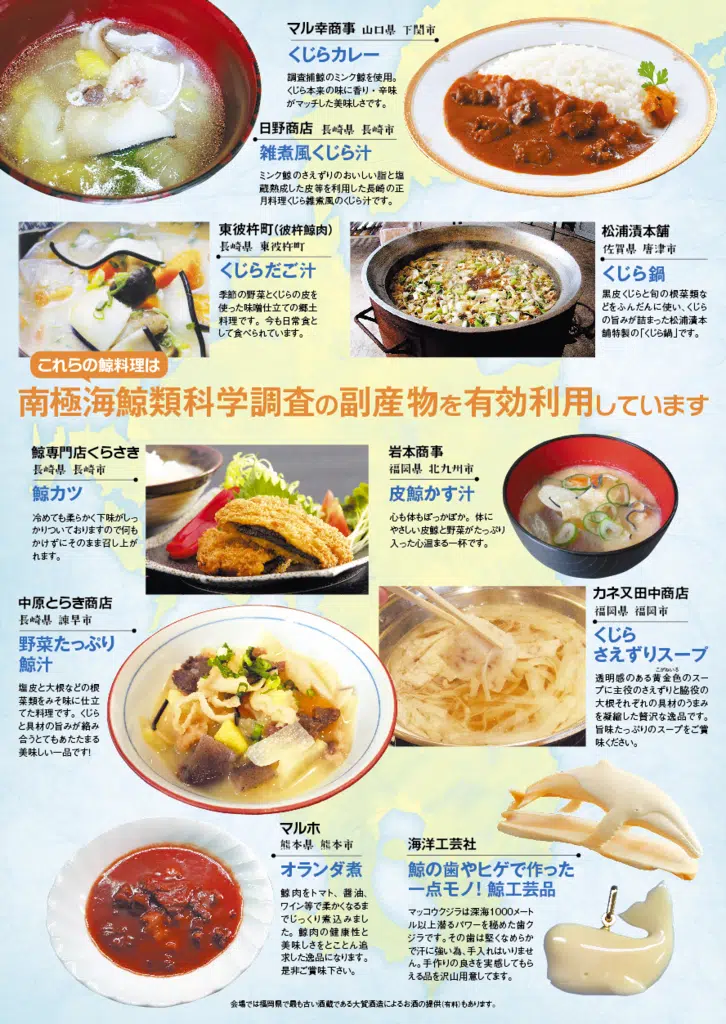 マル幸商事 山口県 下関市
くじらカレー
調査捕鯨のミンク鯨を使用。
くじら本来の味に香り・辛味
がマッチした美味しさです。
日野商店 長崎県 長崎市
雑煮風くじら汁
ミンク鯨のさえずりのおいしい脂と塩
蔵熟成した皮等を利用した長崎の正
月料理くじら雑煮風のくじら汁です。
東彼杵町(彼杵鯨肉)
長崎県 東彼杵町
くじらだご汁
季節の野菜とくじらの皮を
使った味噌仕立ての郷土
料理です。今も日常食と
して食べられています。
松浦漬本舗
佐賀県 唐津市
くじら鍋
黒皮くじらと旬の根菜類な
どをふんだんに使い、くじら
の旨みが詰まった松浦漬本
舗特製の「くじら鍋」です。
これらの鯨料理は
南極海鯨類科学調査の副産物を有効利用しています
鯨専門店くらさき
長崎県 長崎市
鯨カツ
冷めても柔らかく下味がしっ
かりついておりますので何も
かけずにそのまま召し上が
れます。
岩本商事
福岡県 北九州市
皮鯨かす汁
心も体もぽっかぽか。体に
やさしい皮鯨と野菜がたっぷり
入った心温まる一杯です。
中原とらき商店
長崎県 諫早市
野菜たっぷり
鯨汁
塩皮と大根などの根
菜類をみそ味に仕立
てた料理です。くじら
と具材の旨みが絡み
合うとてもあたたまる
美味しい一品です!
カネ又田中商店
福岡県 福岡市
くじら
さえずりスープ
こがねいろ
透明感のある黄金色のスー
プに主役のさえずりと脇役の
大根それぞれの具材のうまみ
を凝縮した贅沢な逸品です。
旨味たっぷりのスープをご賞
味ください。
マルホ
熊本県 熊本市
オランダ煮
鯨肉をトマト、醤油、
ワイン等で柔かくなるま
でじっくり煮込みまし
た。鯨肉の健康性と
美味しさをとことん追
求した逸品になります。
是非ご賞味下さい。
海洋工芸社
鯨の歯やヒゲで作った
一点モノ! 鯨工芸品
マッコウクジラは深海1000メート
ル以上潜るパワーを秘めた歯ク
ジラです。その歯は堅くなめらか
で汗に強い為、手入れはいりませ
ん。手作りの良さを実感してもら
える品を沢山用意してます。
会場では福岡県で最も古い酒蔵である大賀酒造によるお酒の提供(有料)もあります。